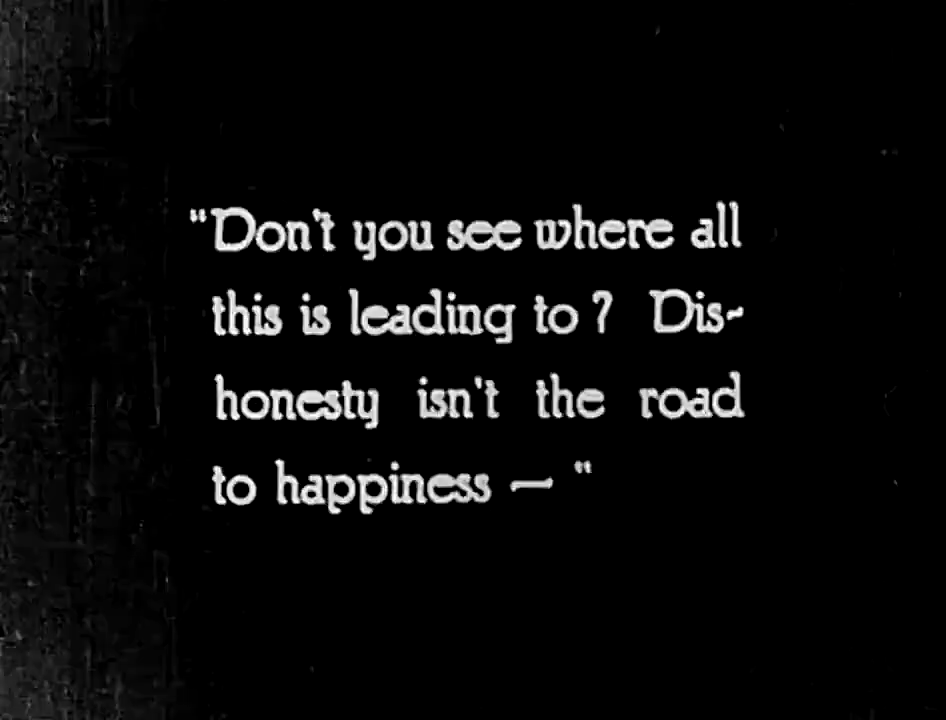 "Don't you see where all
this is leading to? Dis-
honesty isn't the road
to happiness — "